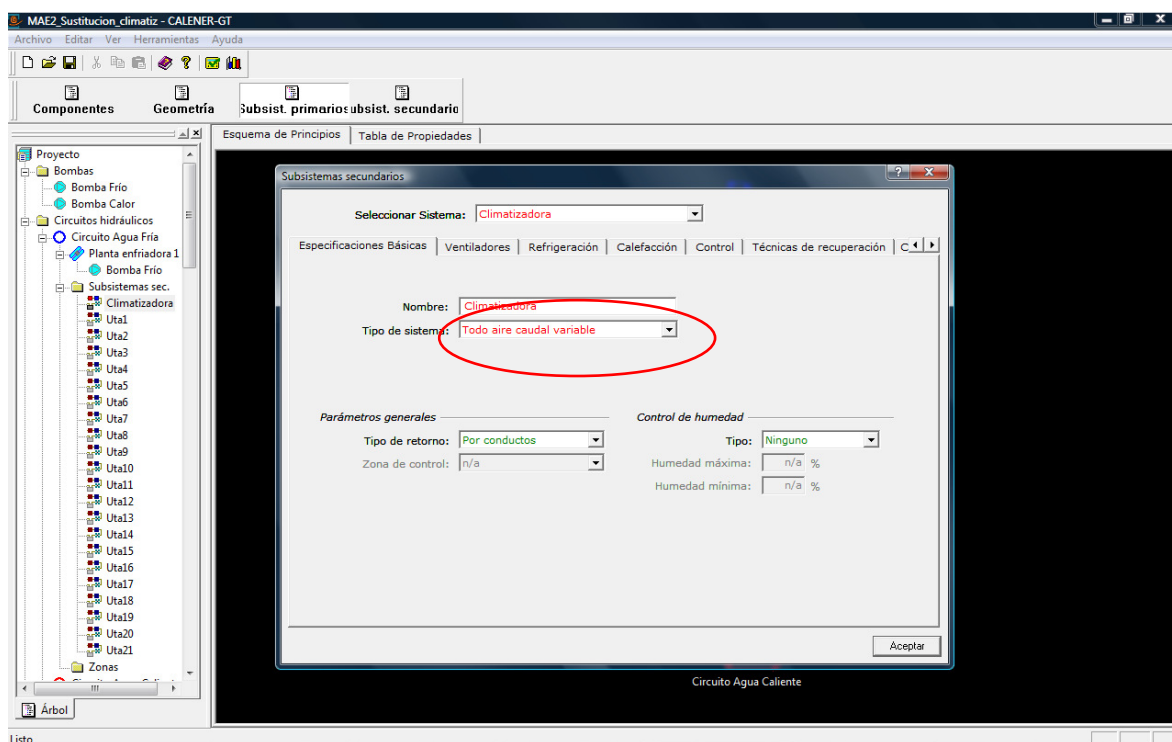 MAE2_Sustitucion_climatiz - CALENER-GT
Archivo Editar Ver Herramientas Ayuda
Componentes Geometría Subsist. primarios ubsist. secundario
Esquema de Principios Tabla de Propiedades
Proyecto
Bombas
Bomba Frío
Bomba Calor
Circuitos hidráulicos
Circuito Agua Fría
Planta enfriadora 1
Bomba Frío
Subsistemas sec.
Climatizadora
Uta1
Uta2
Uta3
Uta4
Uta5
Uta6
Uta7
Uta8
Uta9
Uta10
Uta11
Uta12
Uta13
Uta14
Uta15
Uta16
Uta17
Uta18
Uta19
Uta20
Uta21
Zonas
Árbol
Listo
Subsistemas secundarios
Seleccionar Sistema: Climatizadora
Especificaciones Básicas Ventiladores Refrigeración Calefacción Control Técnicas de recuperación C
Nombre: Climatizadora
Tipo de sistema: Todo aire caudal variable
Parámetros generales
Tipo de retorno: Por conductos
Zona de control: n/a
Control de humedad
Tipo: Ninguno
Humedad máxima: n/a %
Humedad mínima: n/a %
Aceptar
Circuito Agua Caliente